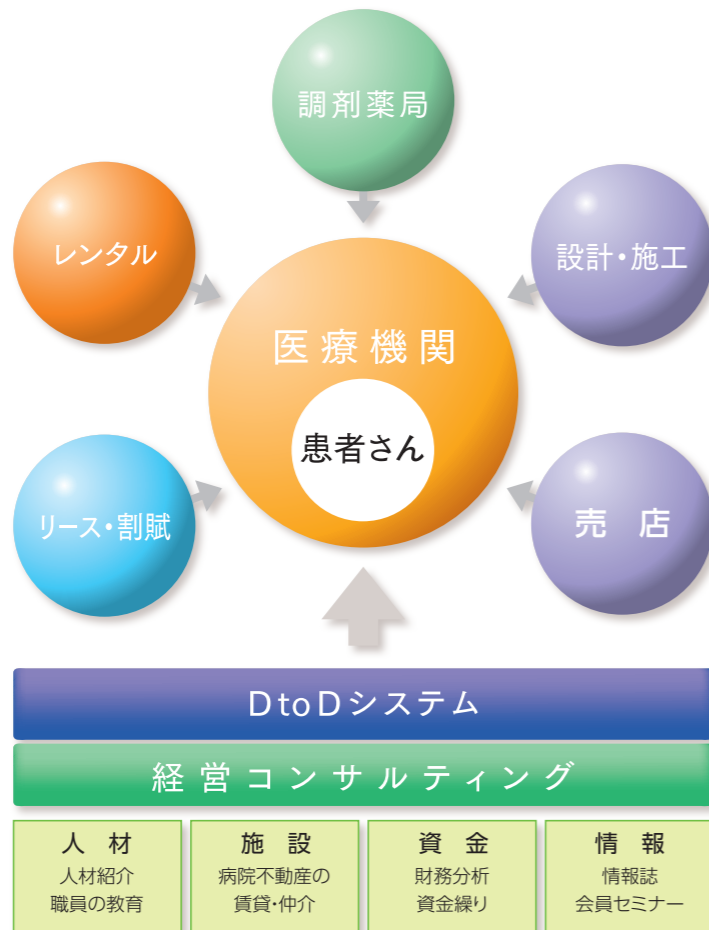 調剤薬局
レンタル
設計・施工
医療機関
患者さん
リース・割賦
売店
DtoDシステム
経営コンサルティング
人材
人材紹介
職員の教育
施設
病院不動産の
賃貸・仲介
資金
財務分析
資金繰り
情報
情報誌
会員セミナー